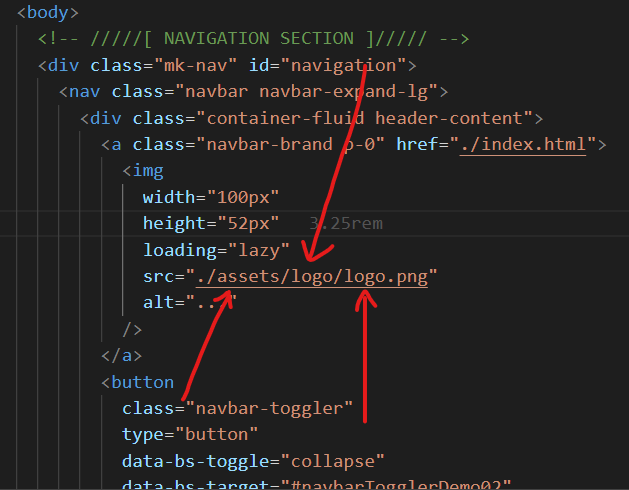 <body>
<!-- /////[ NAVIGATION SECTION ]///// -->
<div class="mk-nav" id="navigation">
<nav class="navbar navbar-expand-lg">
<div class="container-fluid header-content">
<a class="navbar-brand p-0" href="./index.html">
<img
width="100px"
height="52px" 3.25rem
loading="lazy"
src="./assets/logo/logo.png"
alt="..."
/>
</a>
<button
class="navbar-toggler"
type="button"
data-bs-toggle="collapse"
data-bs-target="#navbarTogglerDemo02"